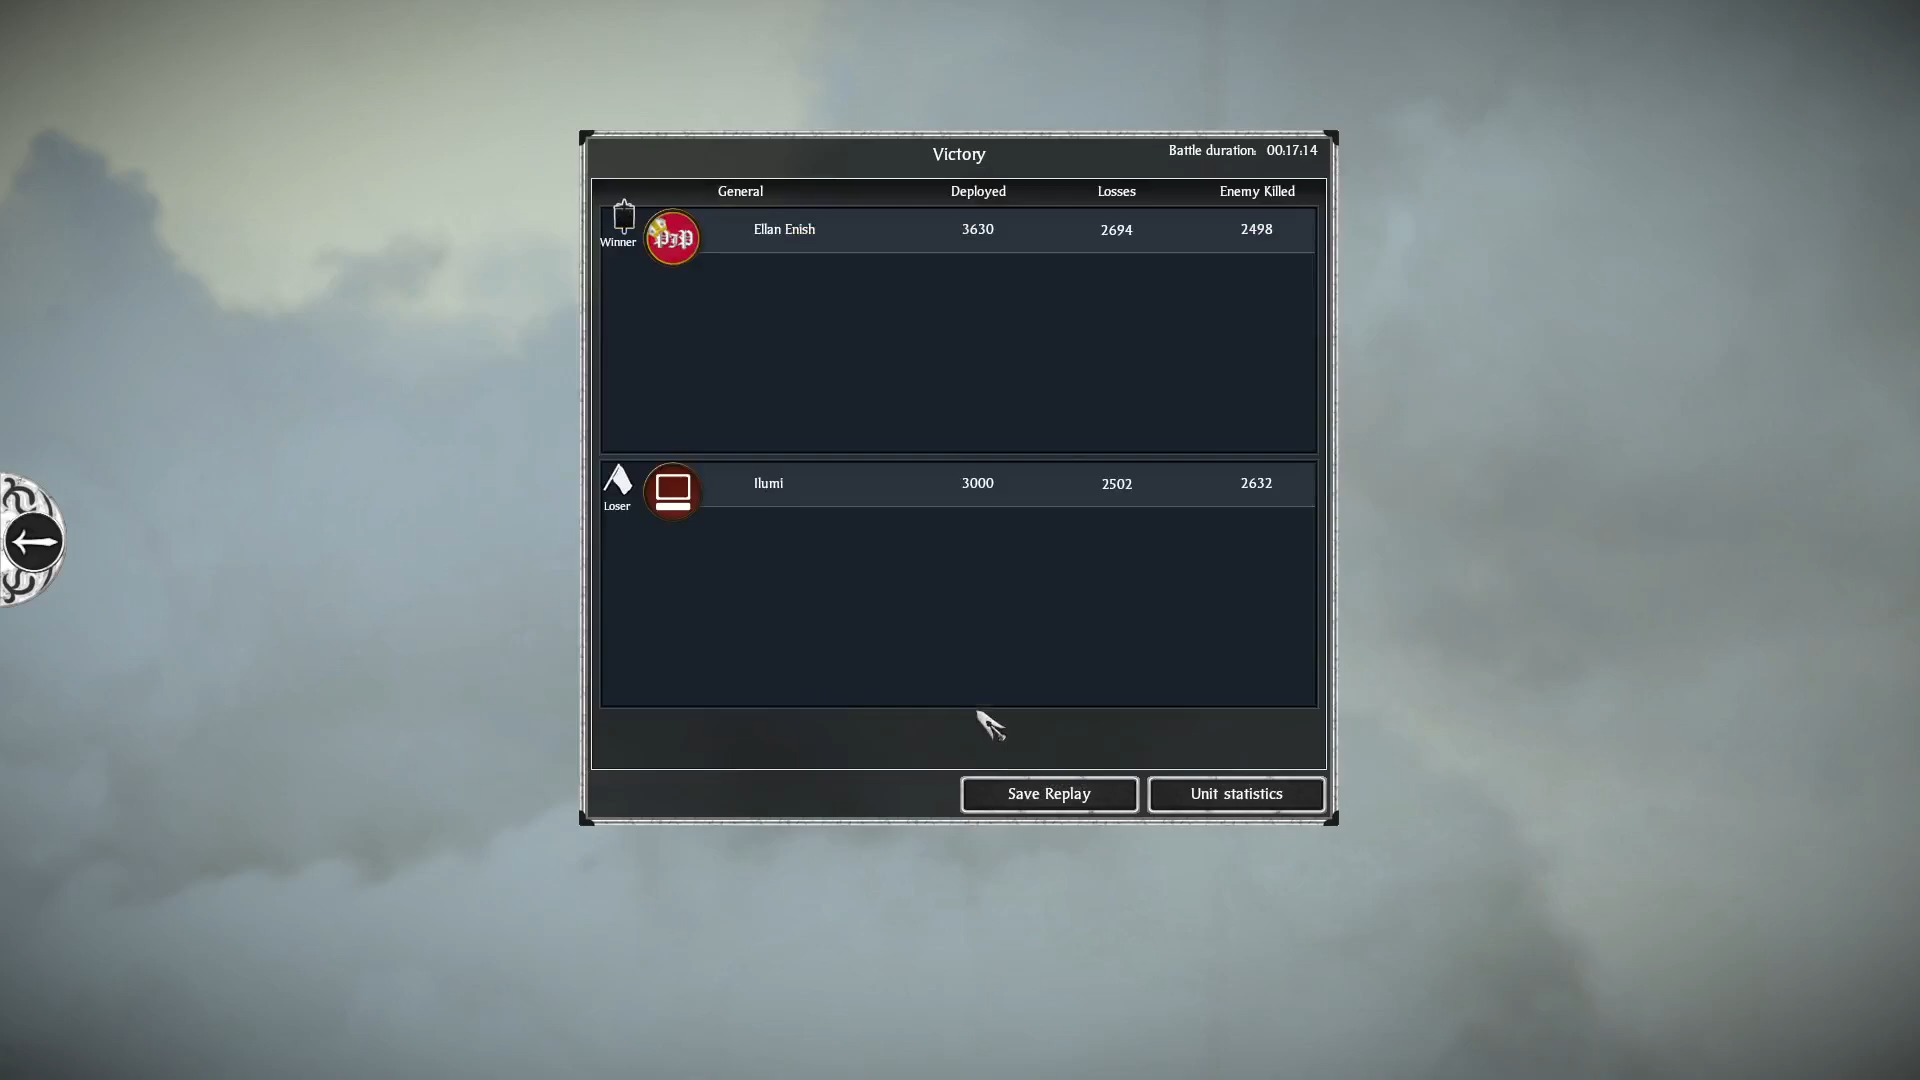 Victory
Battle duration: 00:17:14
General Deployed Losses Enemy Killed
Winner PJP Ellan Enish 3630 2694 2498
Loser Ilumi 3000 2502 2632
Save Replay Unit statistics